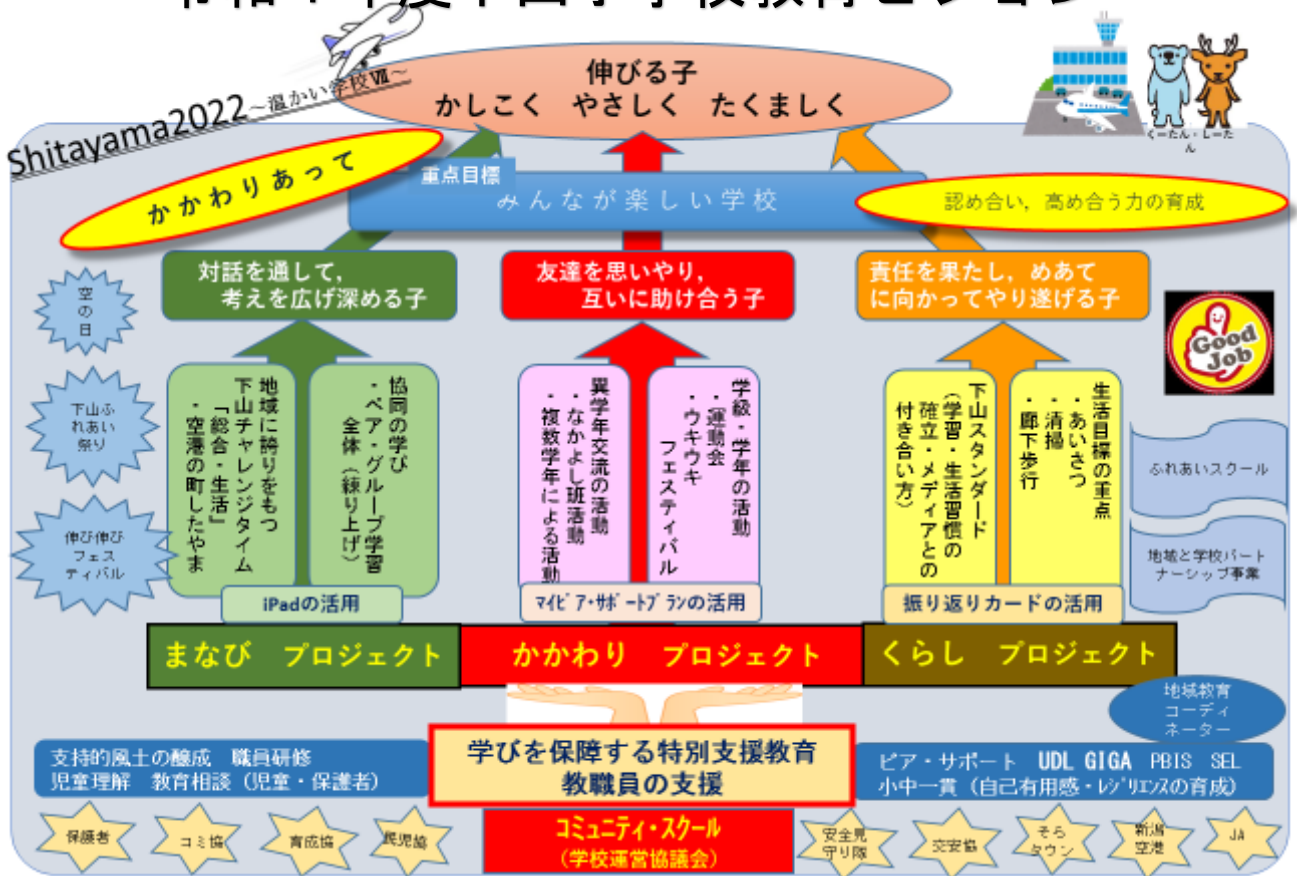 Shitayama2022～温かい学校Ⅶ～
伸びる子
かしこく　やさしく　たくましく
くーたん・しーた
ん
かかわりあって
重点目標
みんなが楽しい学校
認め合い，高め合う力の育成
対話を通して，
考えを広げ深める子
友達を思いやり，
互いに助け合う子
責任を果たし，めあて
に向かってやり遂げる子
空
の
日
下山ふ
れあい
祭り
伸び伸び
フェス
ティバル
地域に誇りをもつ
下山チャレンジタイム
「総合・生活」
・空港の町したやま
協同の学び
・ペア・グループ学習
全体（練り上げ）
異学年交流の活動
・なかよし班活動
・複数学年による活動
学級・学年の活動
・運動会
・ウキウキ
フェスティバル
下山スタンダード
（学習・生活習慣の
確立・メディアとの
付き合い方）
生活目標の重点
・あいさつ
・清掃
・廊下歩行
Good
Job
ふれあいスクール
地域と学校パート
ナーシップ事業
iPadの活用
ﾏｲﾋﾟｱ･ｻﾎﾟｰﾄﾌﾟﾗﾝの活用
振り返りカードの活用
まなび　プロジェクト
かかわり　プロジェクト
くらし　プロジェクト
地域教育
コーディ
ネーター
支持的風土の醸成　職員研修
児童理解　教育相談（児童・保護者）
学びを保障する特別支援教育
教職員の支援
ピア・サポート　UDL GIGA　PBIS　SEL
小中一貫（自己有用感・ﾚｼﾞﾘｴﾝｽの育成）
保護者
コミ協
育成協
民児協
コミュニティ・スクール
（学校運営協議会）
安全見
守り隊
交安協
そら
タウン
新潟
空港
JA